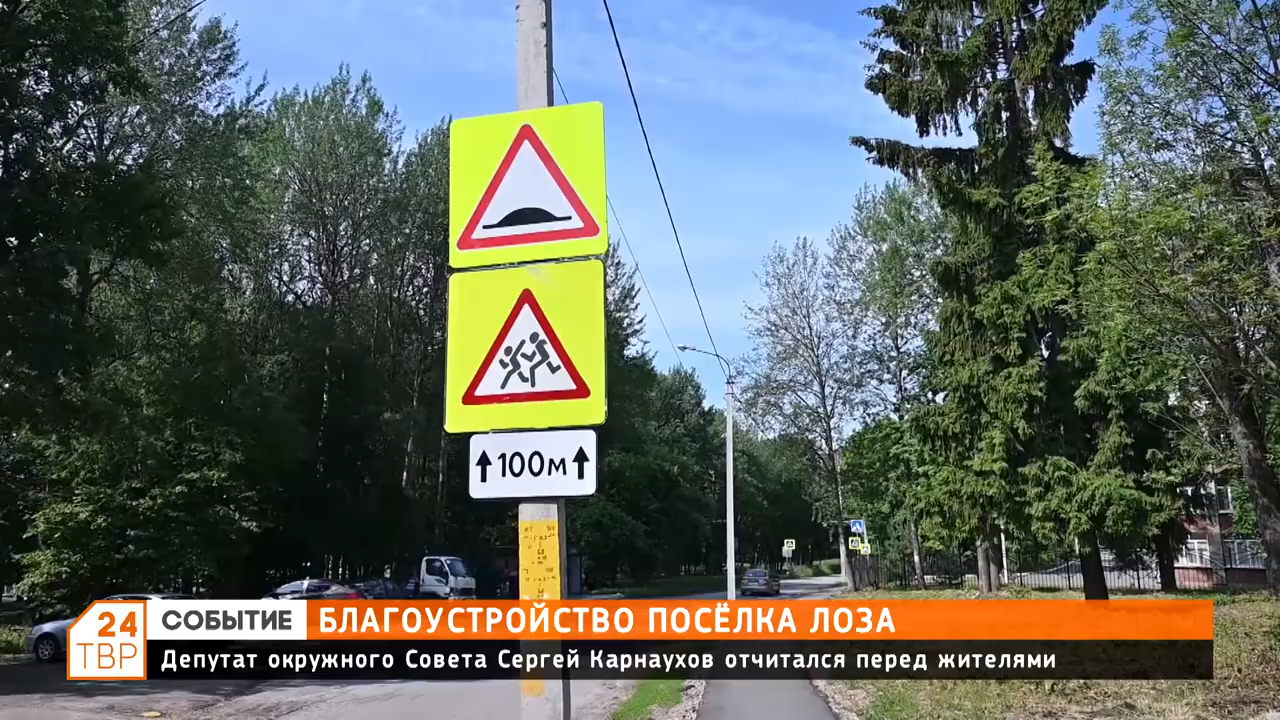 100м
24
ТВР
СОБЫТИЕ
БЛАГОУСТРОЙСТВО ПОСЁЛКА ЛОЗА
Депутат окружного Совета Сергей Карнаухов отчитался перед жителями